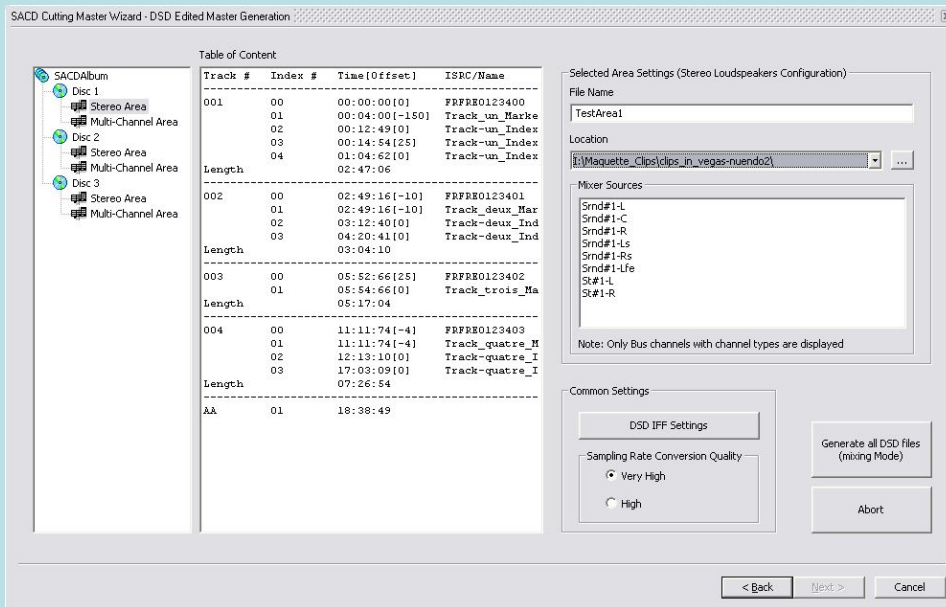 SACD Cutting Master Wizard - DSD Edited Master Generation
SACDAlbum
Disc 1
Stereo Area
Multi-Channel Area
Disc 2
Stereo Area
Multi-Channel Area
Disc 3
Stereo Area
Multi-Channel Area
Table of Content
Track # Index # Time[Offset] ISRC/Name
001 00 00:00:00[0] FRFRE0123400
01 00:04:00[-150] Track_un_Marke
02 00:12:49[0] Track-un_Index
03 00:14:54[25] Track-un_Index
04 01:04:62[0] Track-un_Index
Length 02:47:06
002 00 02:49:16[-10] FRFRE0123401
01 02:49:16[-10] Track_deux_Mar
02 03:12:40[0] Track-deux_Ind
03 04:20:41[0] Track-deux_Ind
Length 03:04:10
003 00 05:52:66[25] FRFRE0123402
01 05:54:66[0] Track_trois_Ma
Length 05:17:04
004 00 11:11:74[-4] FRFRE0123403
01 11:11:74[-4] Track_quatre_M
02 12:13:10[0] Track-quatre_I
03 17:03:09[0] Track-quatre_I
Length 07:26:54
AA 01 18:38:49
Selected Area Settings (Stereo Loudspeakers Configuration)
File Name
TestArea1
Location
I:\Maquette_Clips\clips_in_vegas-nuendo2\
...
Mixer Sources
Srnd#1-L
Srnd#1-C
Srnd#1-R
Srnd#1-Ls
Srnd#1-Rs
Srnd#1-Lfe
St#1-L
St#1-R
Note: Only Bus channels with channel types are displayed
Common Settings
DSD IFF Settings
Sampling Rate Conversion Quality
Very High
High
Generate all DSD files
(mixing Mode)
Abort
< Back
Next >
Cancel